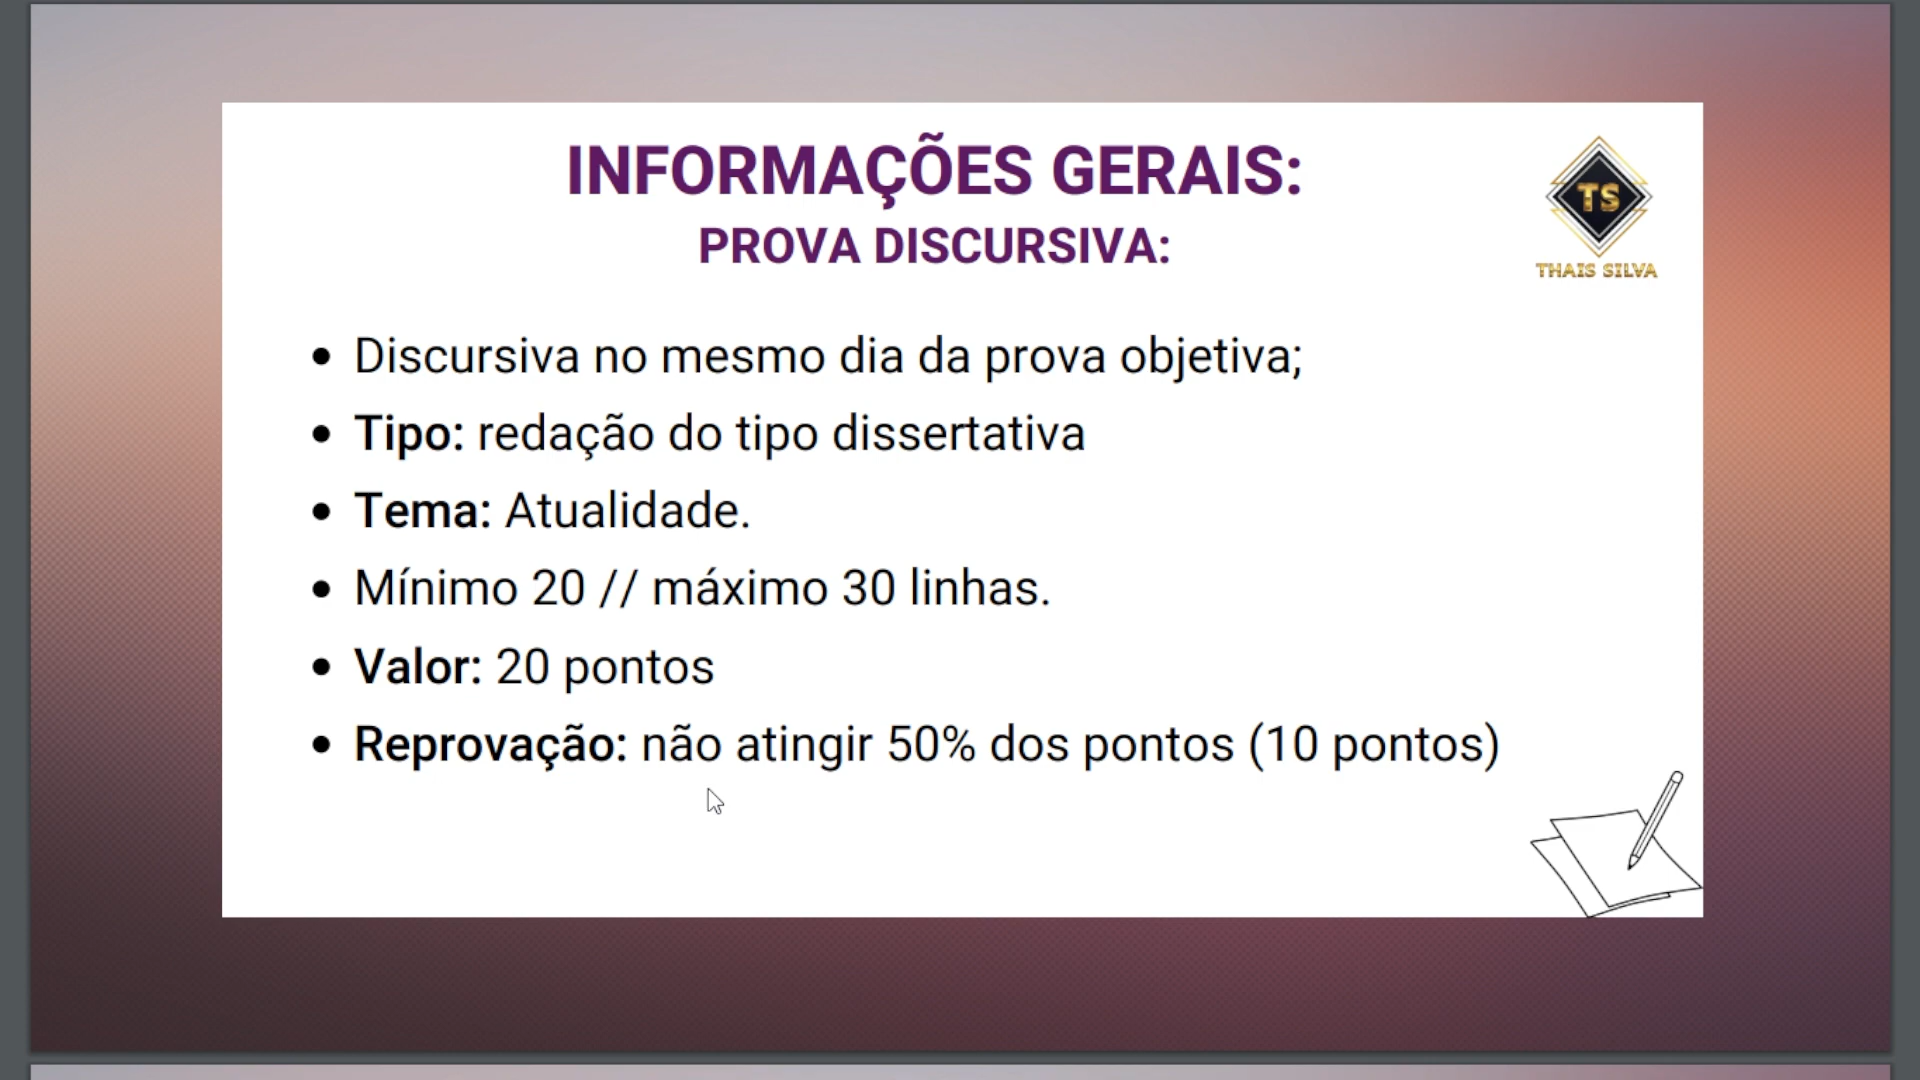 INFORMAÇÕES GERAIS:
PROVA DISCURSIVA:
TS
THAIS SILVA
• Discursiva no mesmo dia da prova objetiva;
• Tipo: redação do tipo dissertativa
• Tema: Atualidade.
• Mínimo 20 // máximo 30 linhas.
• Valor: 20 pontos
• Reprovação: não atingir 50% dos pontos (10 pontos)